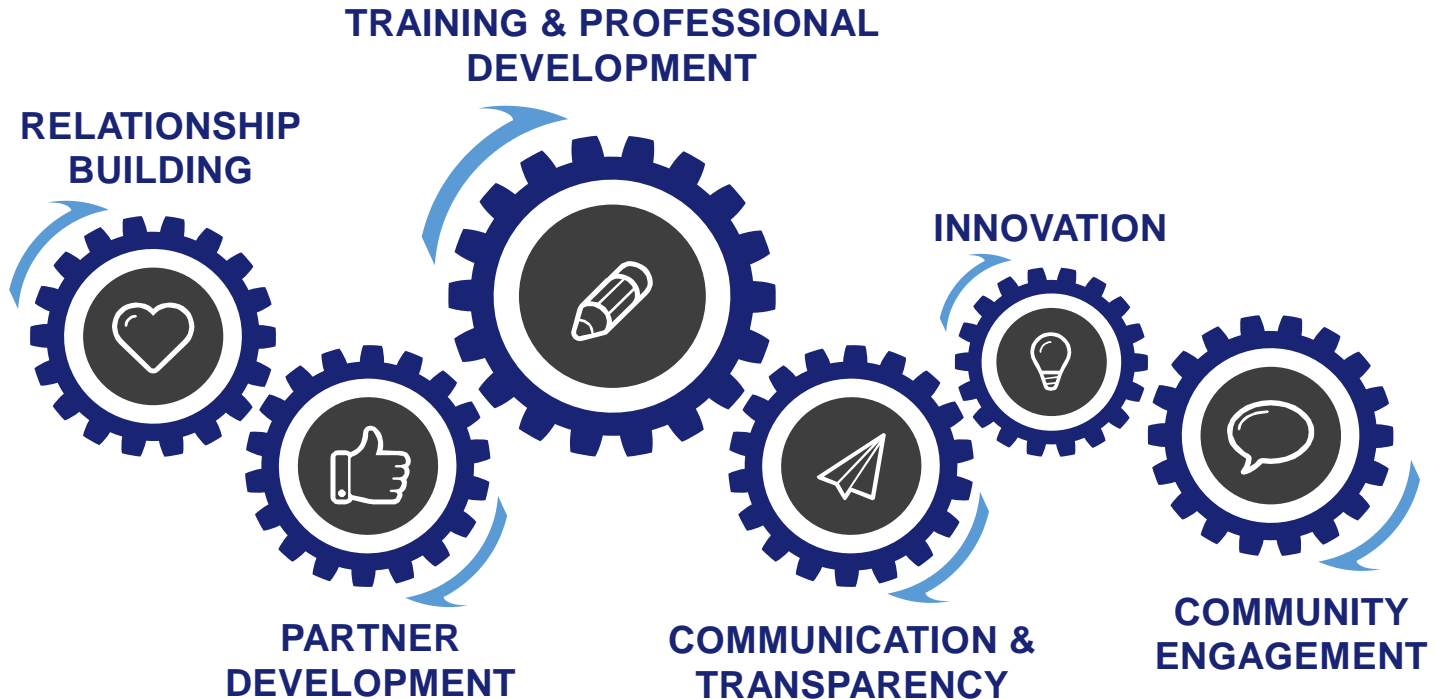 TRAINING & PROFESSIONAL
DEVELOPMENT
RELATIONSHIP
BUILDING
INNOVATION
PARTNER
DEVELOPMENT
COMMUNICATION &
TRANSPARENCY
COMMUNITY
ENGAGEMENT